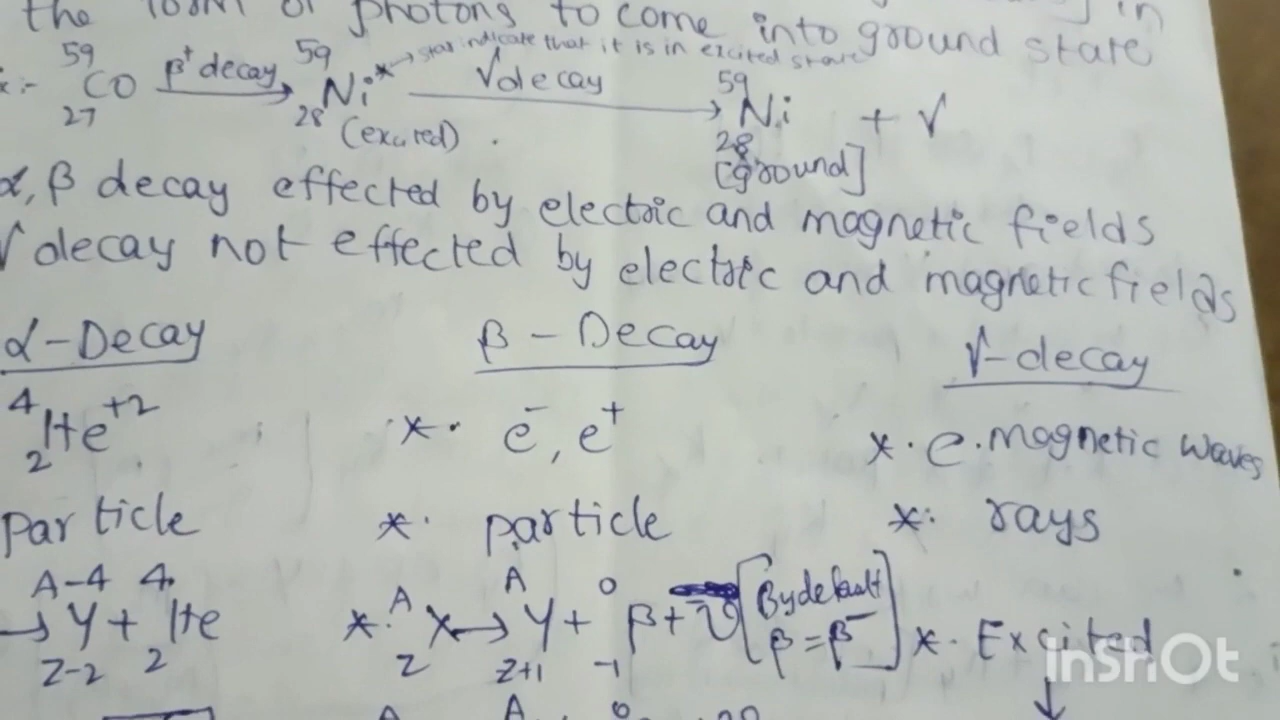 the form of photons to come into ground state
x:- 59 27 Co β+ decay → 59 28 Ni* → star indicate that it is in excited state γ decay → 59 28 Ni + γ
(excited) . [ground]
α, β decay effected by electric and magnetic fields
γ decay not effected by electric and magnetic fields
α-Decay β - Decay γ-decay
4 2 He +2 *. e-, e+ *. e.magnetic waves
particle *. particle *. rays
→ A-4 Z-2 Y + 4 2 He *. A Z X → A Z+1 Y + 0 -1 β + ν̅ [By default β = β-] *. Excited
↓
A A 0
InShOt